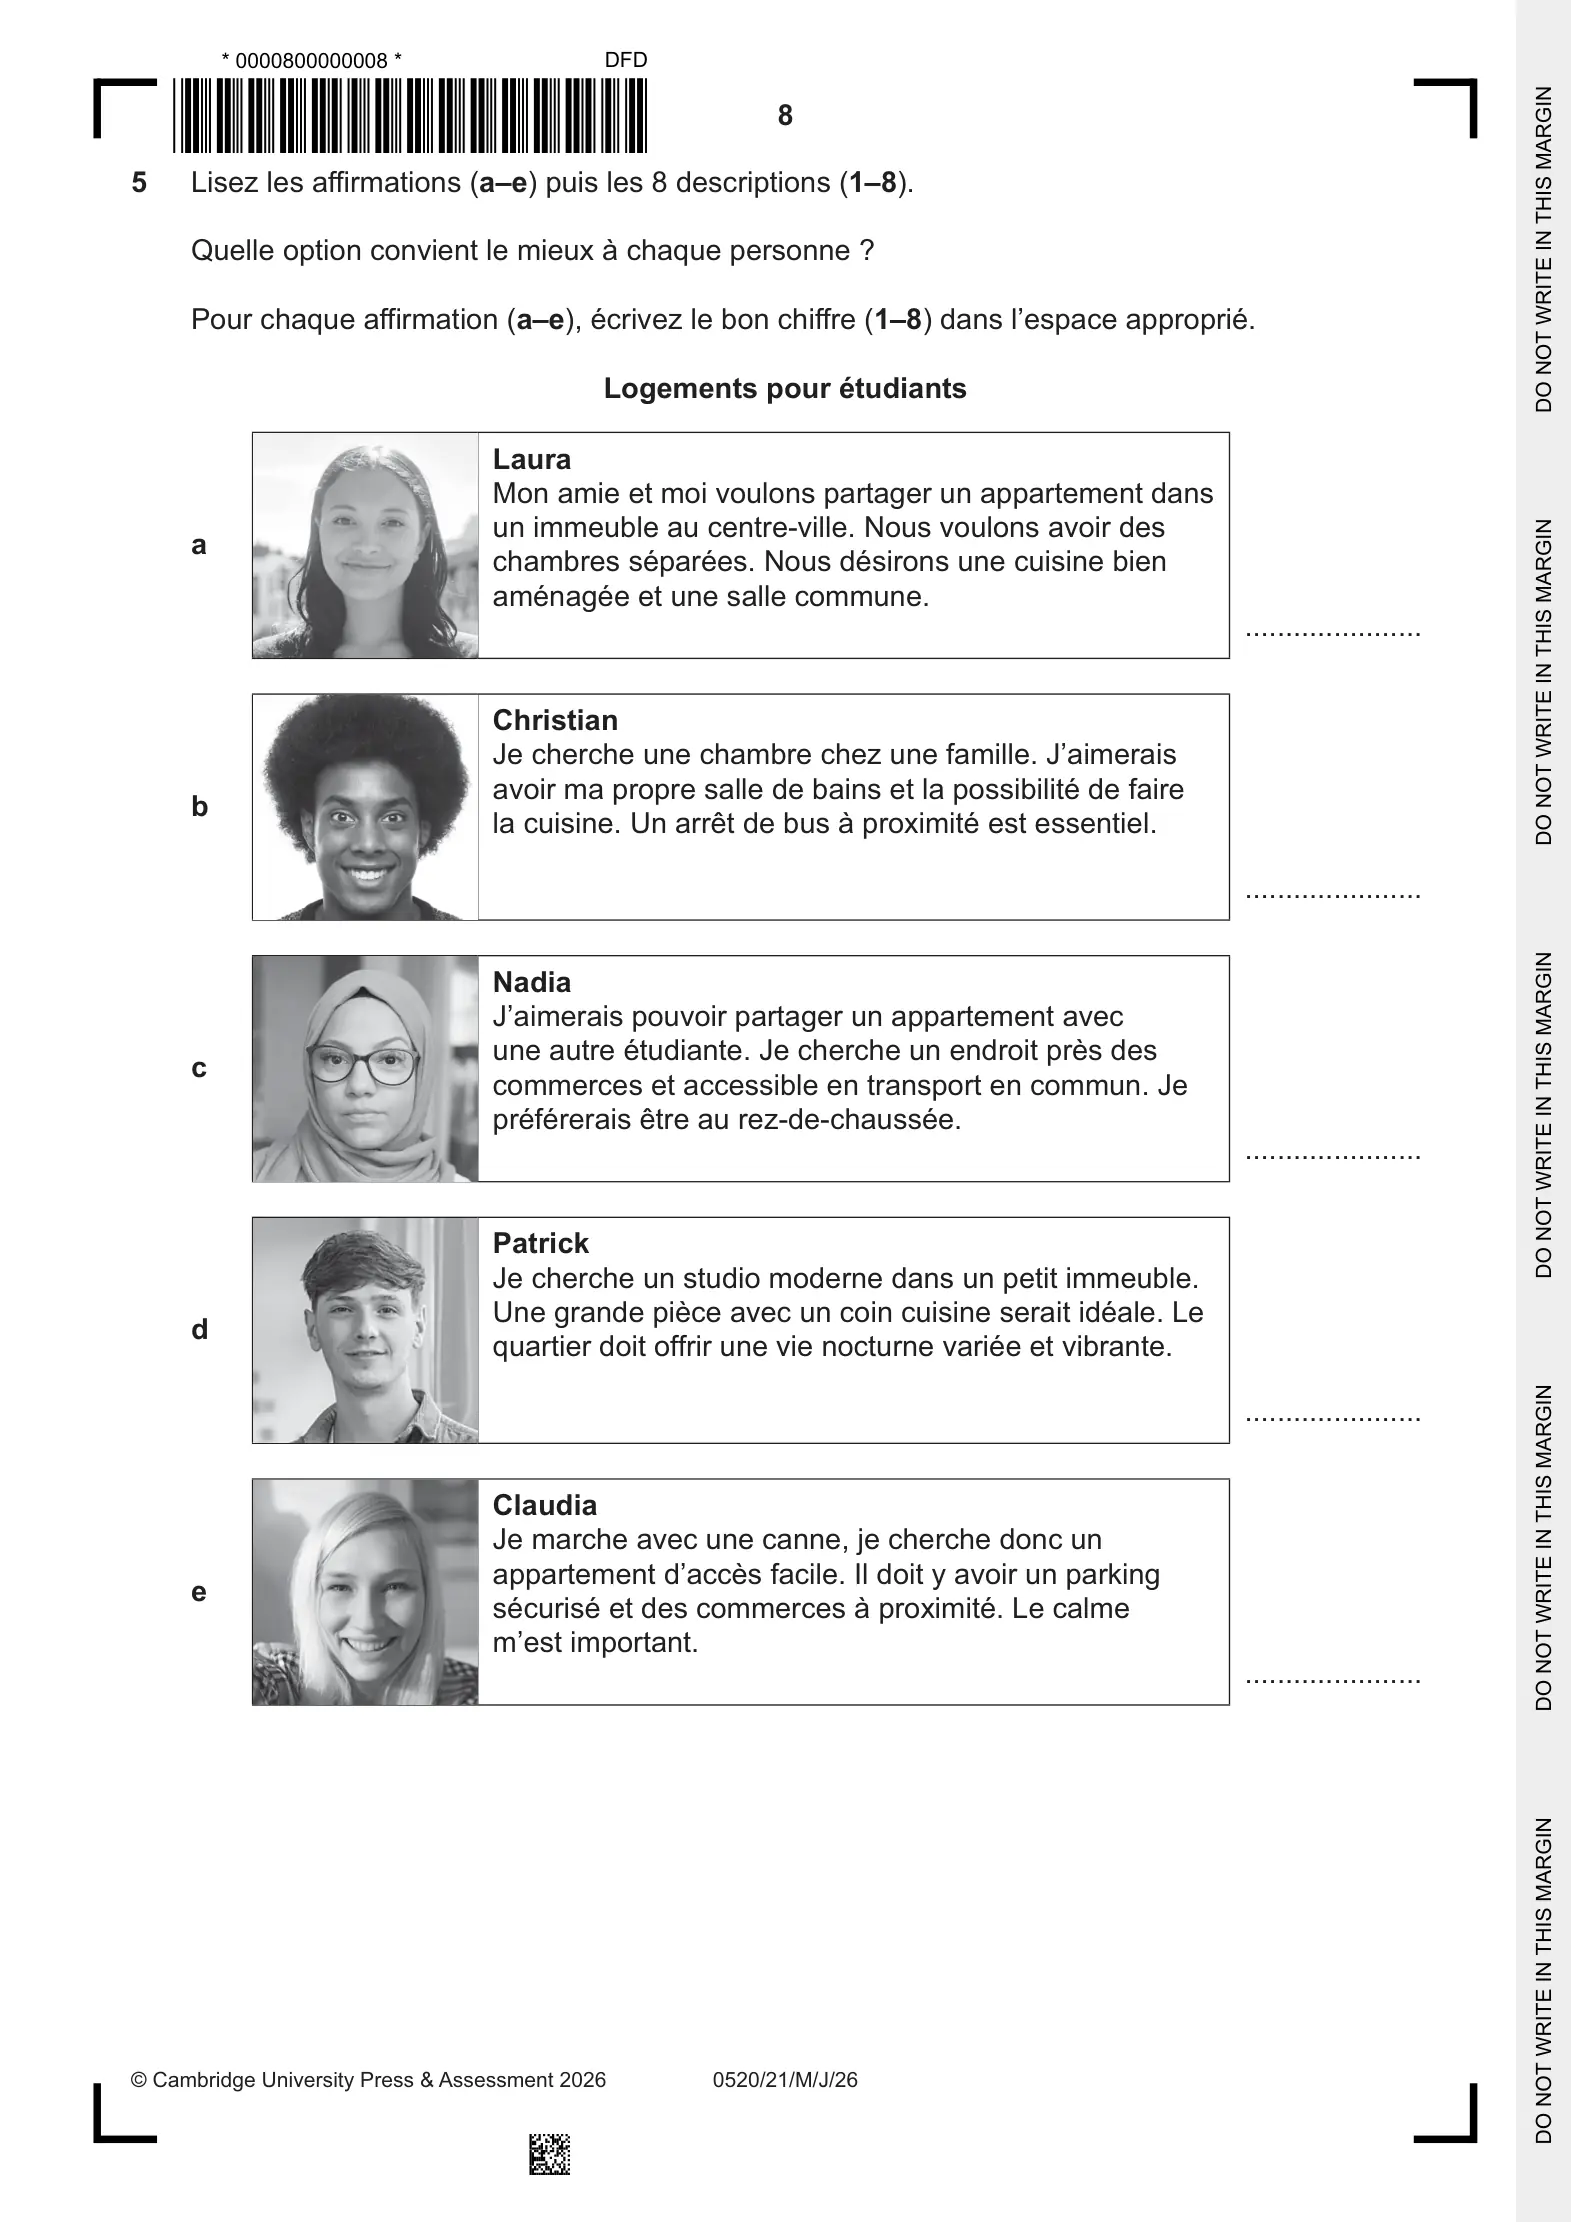 * 0000800000008 *
DFD
8
5 Lisez les affirmations (a–e) puis les 8 descriptions (1–8).
Quelle option convient le mieux à chaque personne ?
Pour chaque affirmation (a–e), écrivez le bon chiffre (1–8) dans l’espace approprié.
Logements pour étudiants
a
Laura
Mon amie et moi voulons partager un appartement dans
un immeuble au centre-ville. Nous voulons avoir des
chambres séparées. Nous désirons une cuisine bien
aménagée et une salle commune.
......................
b
Christian
Je cherche une chambre chez une famille. J’aimerais
avoir ma propre salle de bains et la possibilité de faire
la cuisine. Un arrêt de bus à proximité est essentiel.
......................
c
Nadia
J’aimerais pouvoir partager un appartement avec
une autre étudiante. Je cherche un endroit près des
commerces et accessible en transport en commun. Je
préférerais être au rez-de-chaussée.
......................
d
Patrick
Je cherche un studio moderne dans un petit immeuble.
Une grande pièce avec un coin cuisine serait idéale. Le
quartier doit offrir une vie nocturne variée et vibrante.
......................
e
Claudia
Je marche avec une canne, je cherche donc un
appartement d’accès facile. Il doit y avoir un parking
sécurisé et des commerces à proximité. Le calme
m’est important.
......................
© Cambridge University Press & Assessment 2026
0520/21/M/J/26
DO NOT WRITE IN THIS MARGIN
DO NOT WRITE IN THIS MARGIN
DO NOT WRITE IN THIS MARGIN
DO NOT WRITE IN THIS MARGIN
DO NOT WRITE IN THIS MARGIN